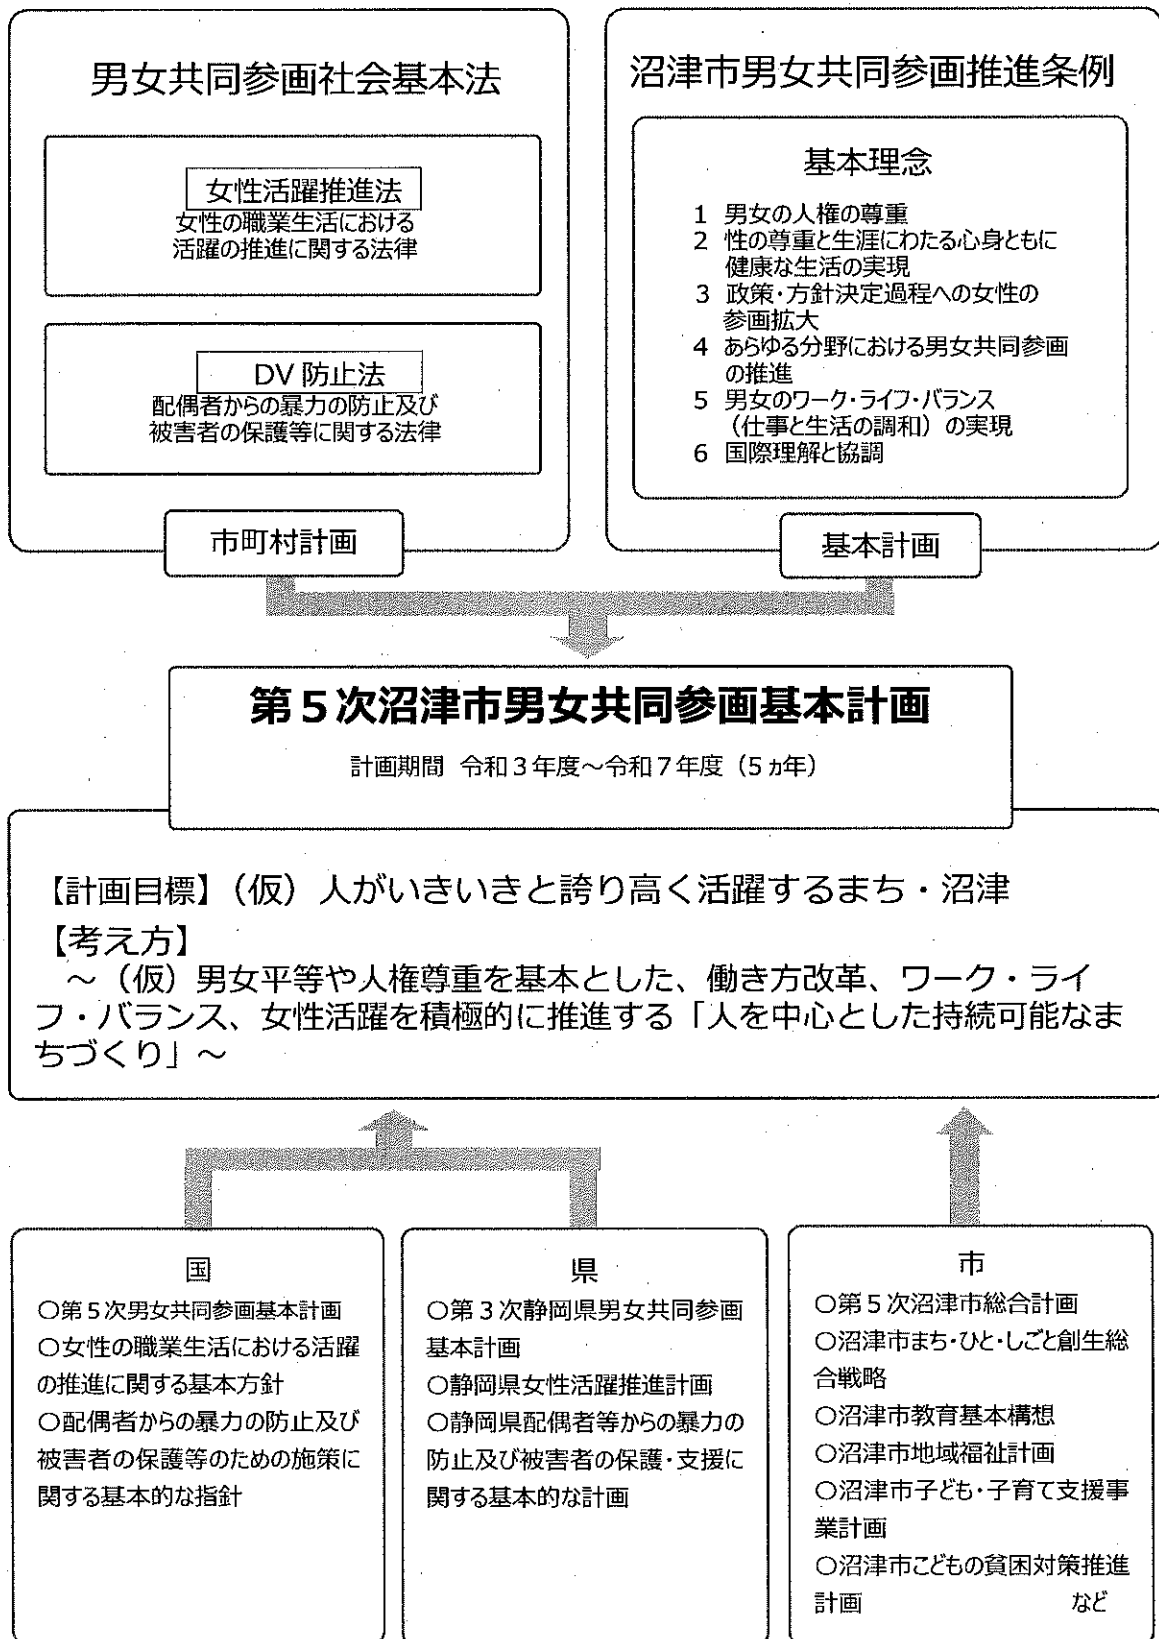 男女共同参画社会基本法
女性活躍推進法
女性の職業生活における
活躍の推進に関する法律
DV 防止法
配偶者からの暴力の防止及び
被害者の保護等に関する法律
市町村計画
沼津市男女共同参画推進条例
基本理念
1 男女の人権の尊重
2 性の尊重と生涯にわたる心身ともに
健康な生活の実現
3 政策・方針決定過程への女性の
参画拡大
4 あらゆる分野における男女共同参画
の推進
5 男女のワーク・ライフ・バランス
（仕事と生活の調和）の実現
6 国際理解と協調
基本計画
第５次沼津市男女共同参画基本計画
計画期間 令和３年度～令和７年度（５ヵ年）
【計画目標】（仮）人がいきいきと誇り高く活躍するまち・沼津
【考え方】
～（仮）男女平等や人権尊重を基本とした、働き方改革、ワーク・ライ
フ・バランス、女性活躍を積極的に推進する「人を中心とした持続可能なま
ちづくり」～
国
○第５次男女共同参画基本計画
○女性の職業生活における活躍
の推進に関する基本方針
○配偶者からの暴力の防止及び
被害者の保護等のための施策に
関する基本的な指針
県
○第３次静岡県男女共同参画
基本計画
○静岡県女性活躍推進計画
○静岡県配偶者等からの暴力の
防止及び被害者の保護・支援に
関する基本的な計画
市
○第５次沼津市総合計画
○沼津市まち・ひと・しごと創生総
合戦略
○沼津市教育基本構想
○沼津市地域福祉計画
○沼津市子ども・子育て支援事
業計画
○沼津市こどもの貧困対策推進
計画 など